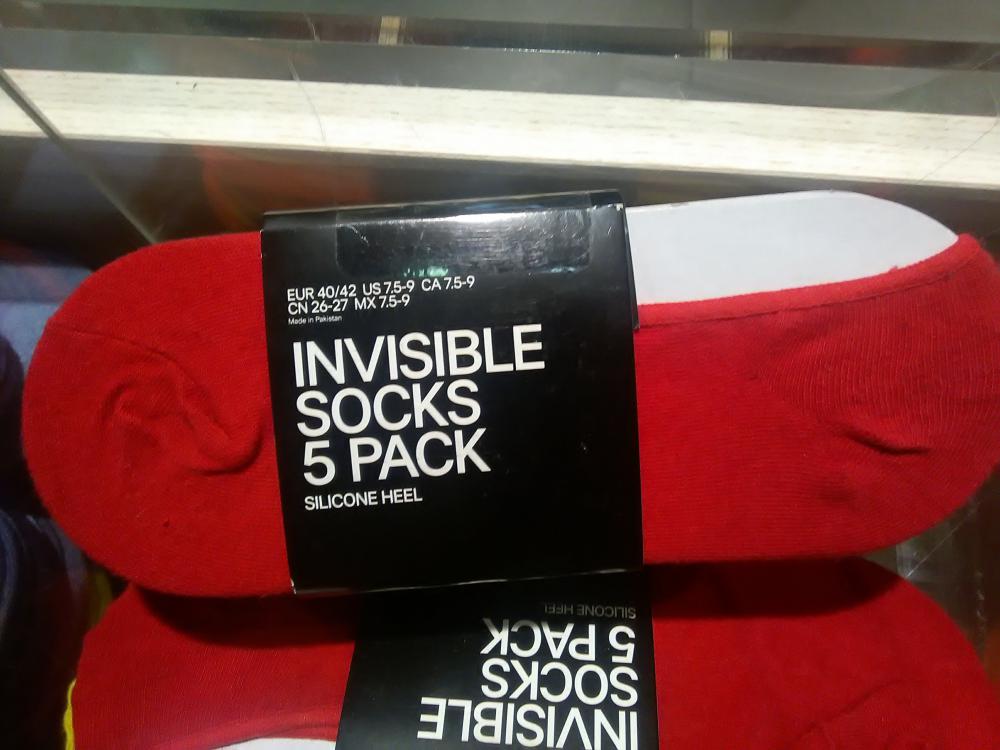 EUR 40/42 US 7.5-9 CA 7.5-9
CN 26-27 MX 7.5-9
Made in Pakistan
INVISIBLE
SOCKS
5 PACK
SILICONE HEEL
INVISIBLE
SOCKS
5 PACK
SILICONE HEEL